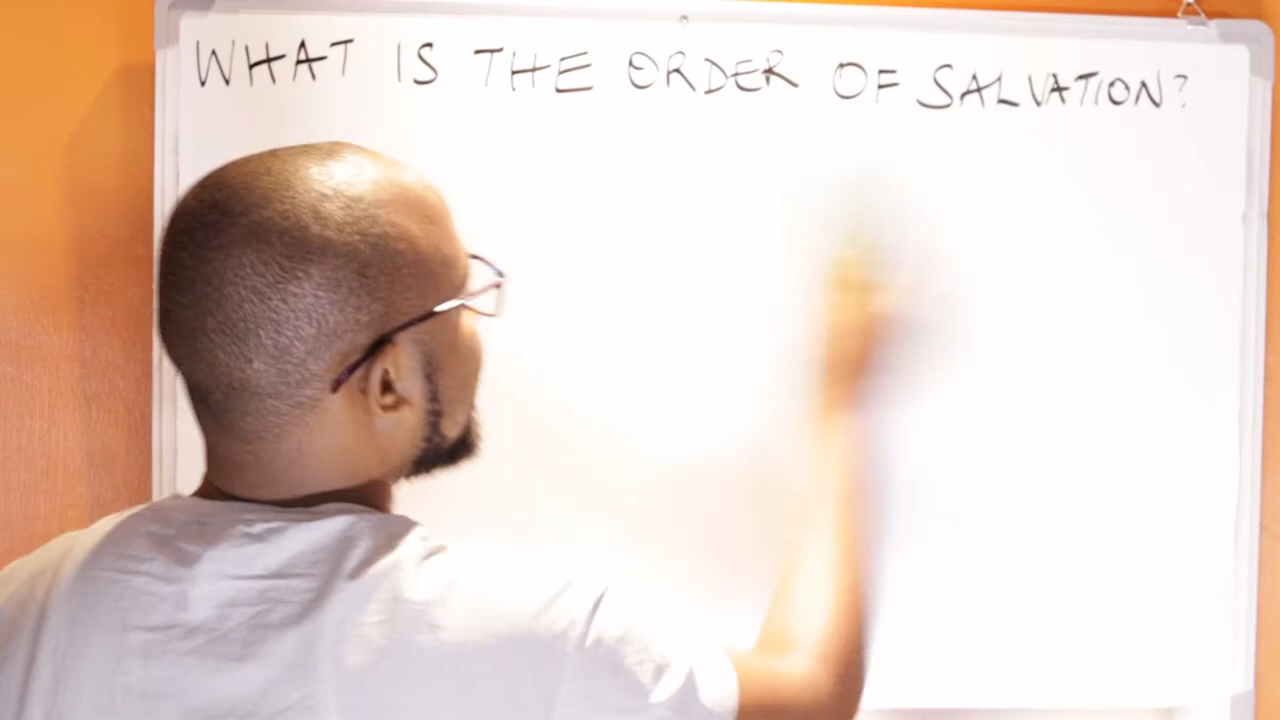 WHAT IS THE ORDER OF SALVATION?